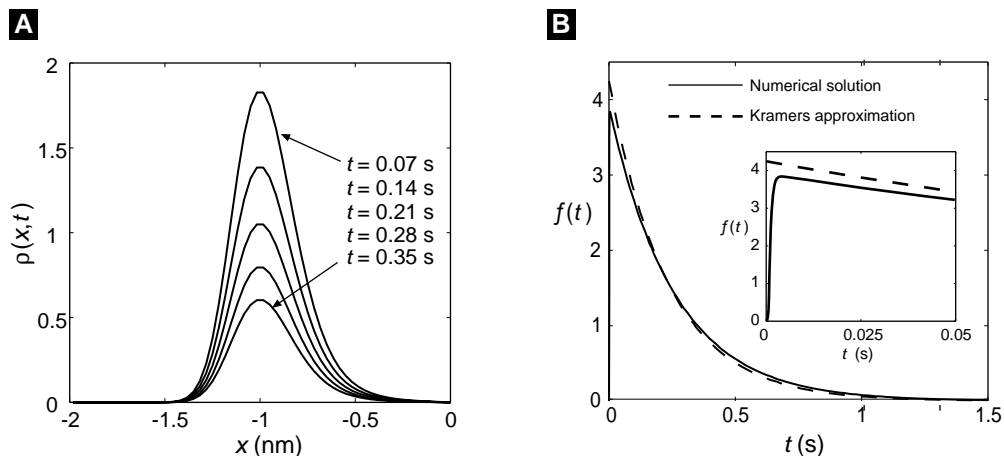 A
2
1.5
1
0.5
0
ρ(x,t)
-2
-1.5
-1
-0.5
0
x (nm)
t = 0.07 s
t = 0.14 s
t = 0.21 s
t = 0.28 s
t = 0.35 s
B
4
3
2
1
0
f(t)
0
0.5
1
1.5
t (s)
Numerical solution
Kramers approximation
4
3
2
1
0
f(t)
0
0.025
0.05
t (s)